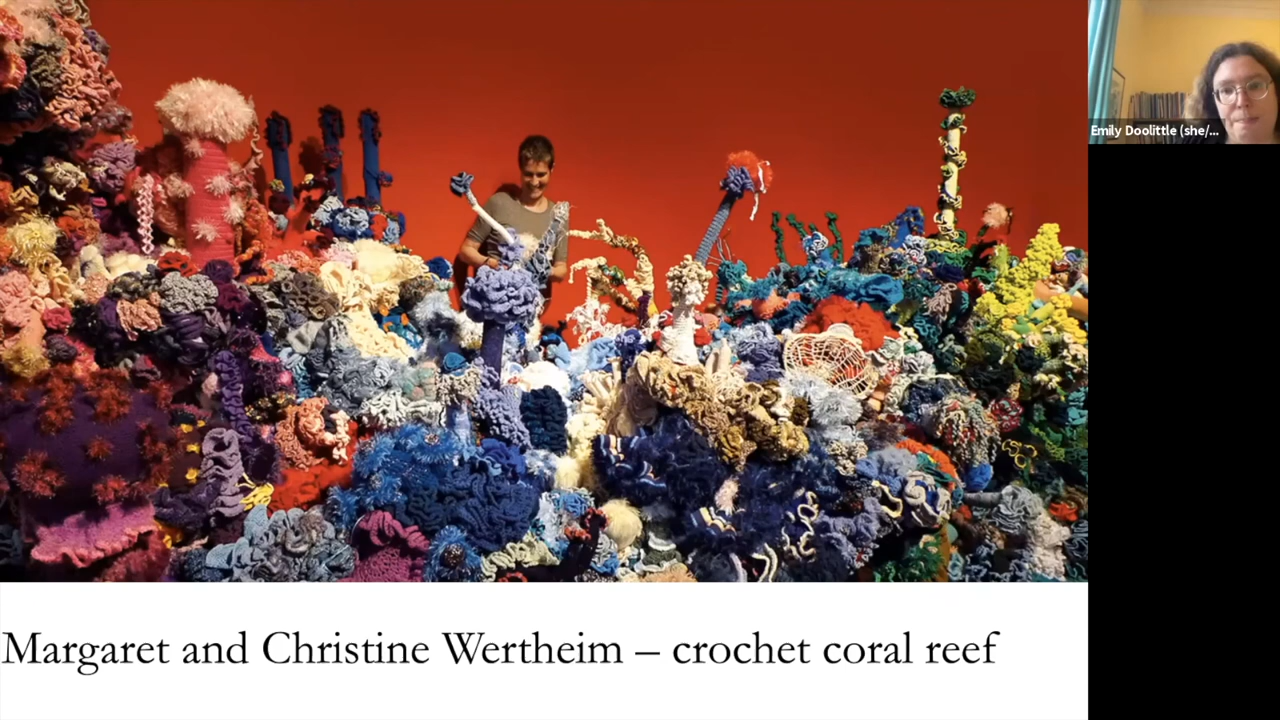 Emily Doolittle (she/...
Margaret and Christine Wertheim – crochet coral reef